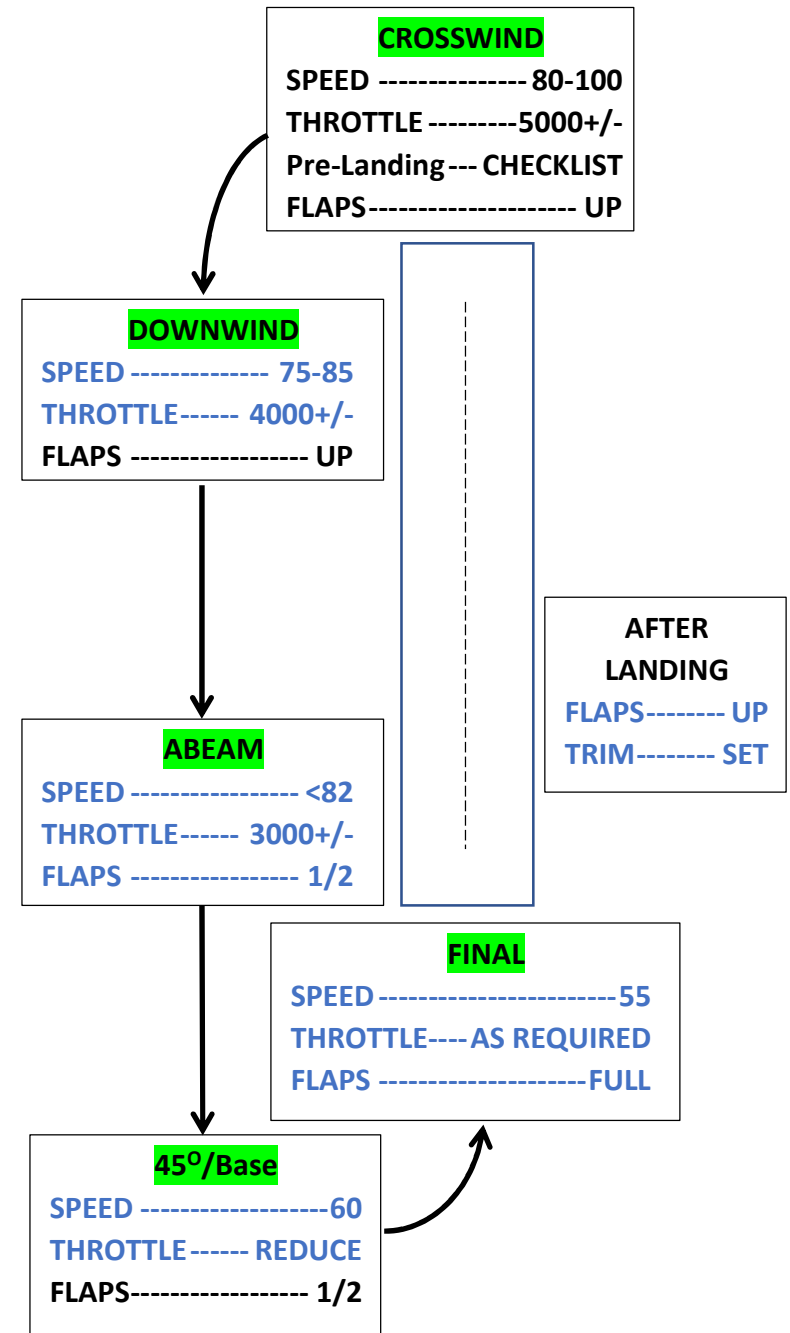 CROSSWIND
SPEED --------------- 80-100
THROTTLE ---------5000+/-
Pre-Landing --- CHECKLIST
FLAPS--------------------- UP
DOWNWIND
SPEED -------------- 75-85
THROTTLE------ 4000+/-
FLAPS ------------------ UP
AFTER
LANDING
FLAPS-------- UP
TRIM-------- SET
ABEAM
SPEED ----------------- <82
THROTTLE------ 3000+/-
FLAPS ----------------- 1/2
FINAL
SPEED ------------------------55
THROTTLE----AS REQUIRED
FLAPS ---------------------FULL
45⁰/Base
SPEED -------------------60
THROTTLE ------ REDUCE
FLAPS------------------ 1/2